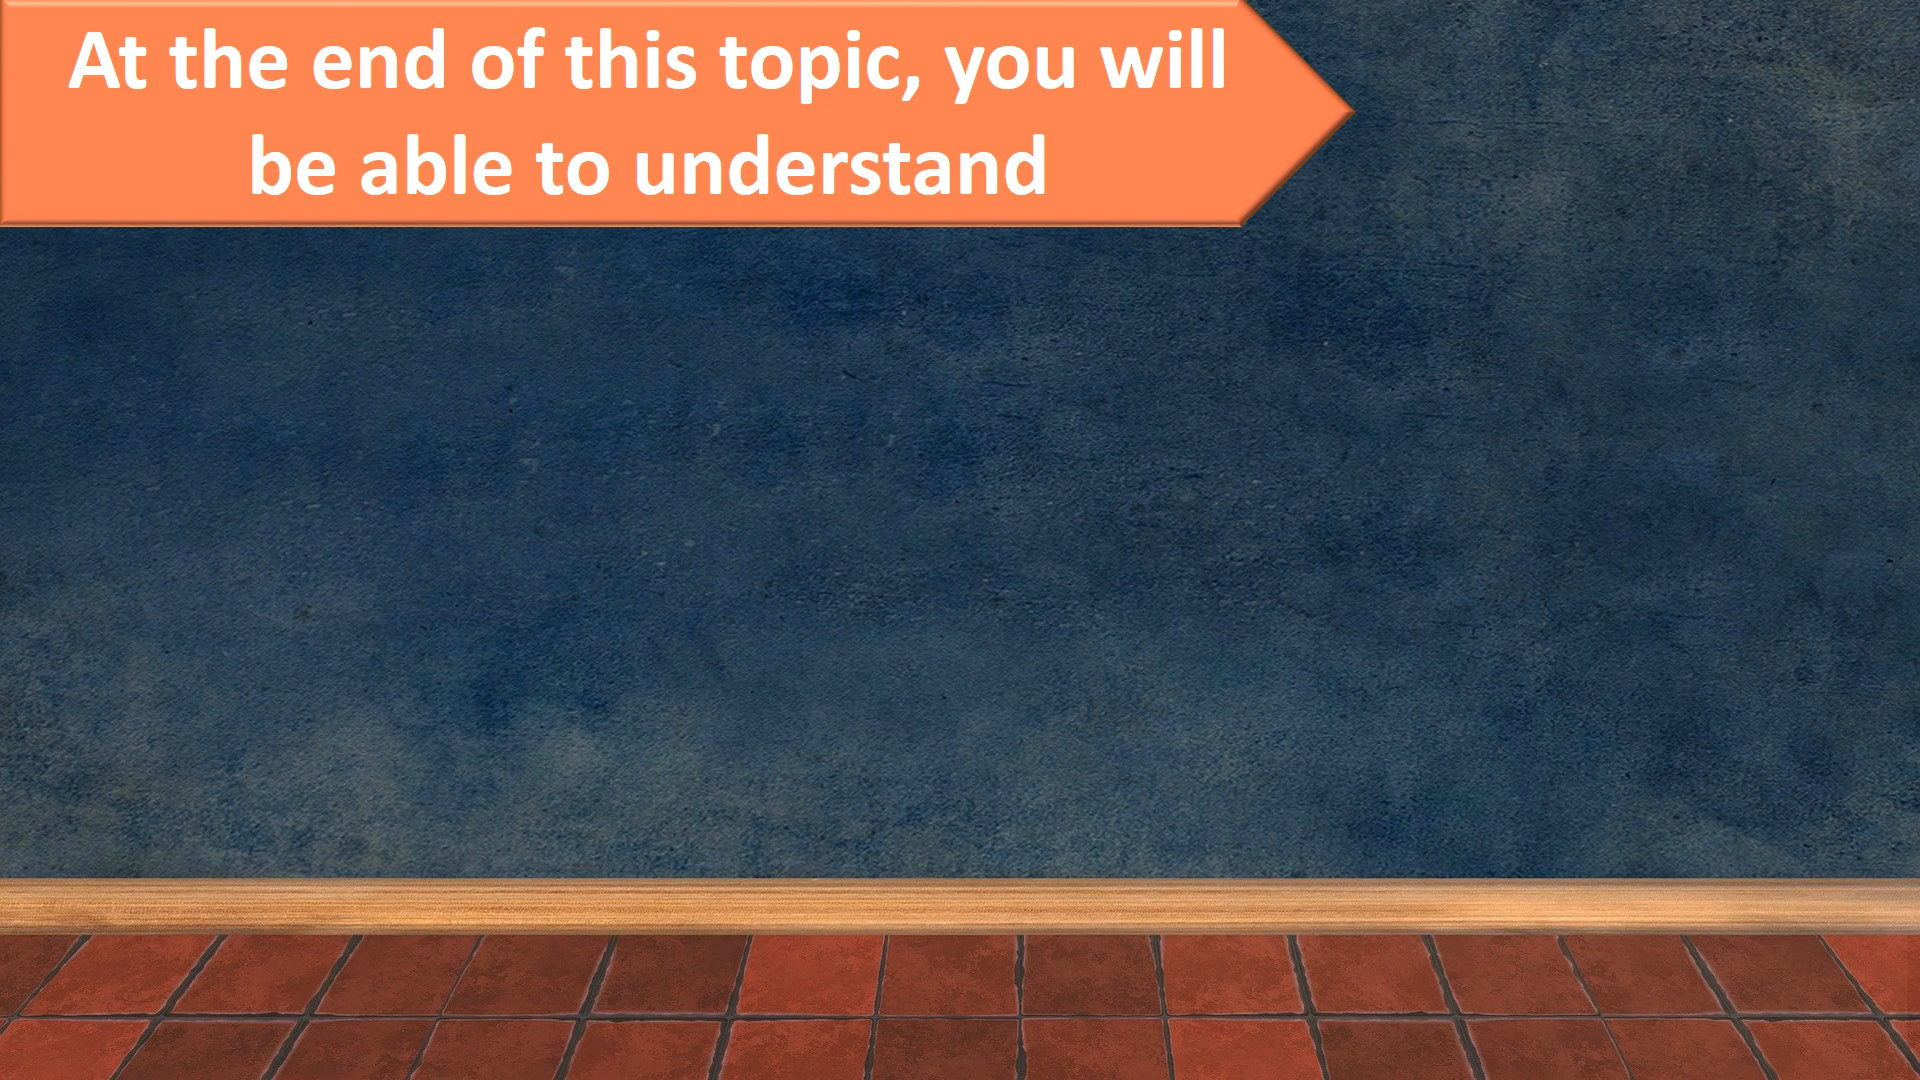 At the end of this topic, you will
be able to understand